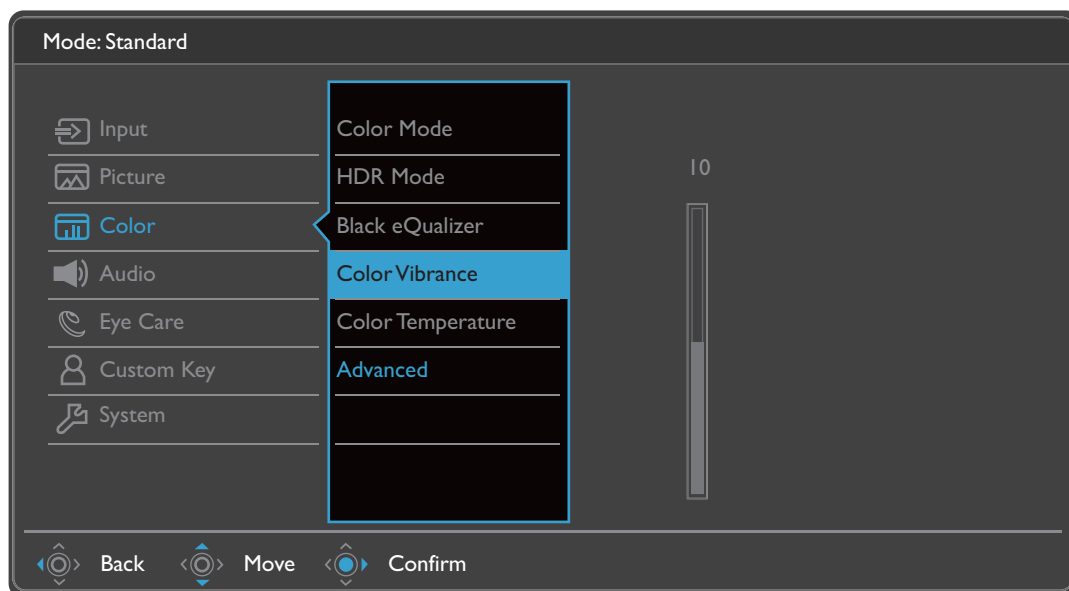 Mode: Standard
Input
Picture
Color
Audio
Eye Care
Custom Key
System
Color Mode
HDR Mode
Black eQualizer
Color Vibrance
Color Temperature
Advanced
10
Back Move Confirm